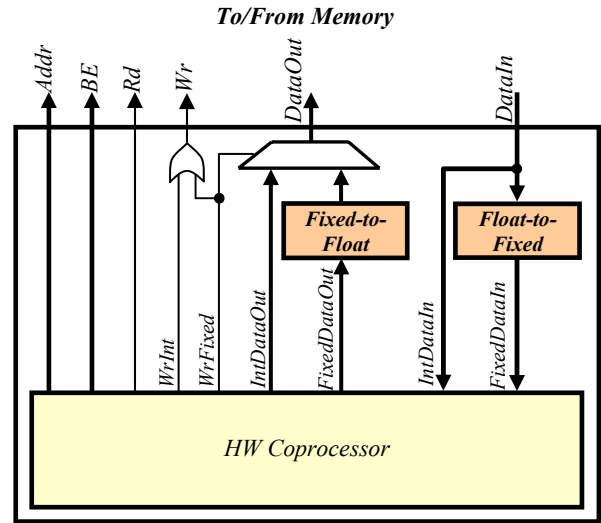 To/From Memory
Addr
BE
Rd
Wr
DataOut
DataIn
Fixed-to-
Float
Float-to-
Fixed
WrInt
WrFixed
IntDataOut
FixedDataOut
IntDataIn
FixedDataIn
HW Coprocessor